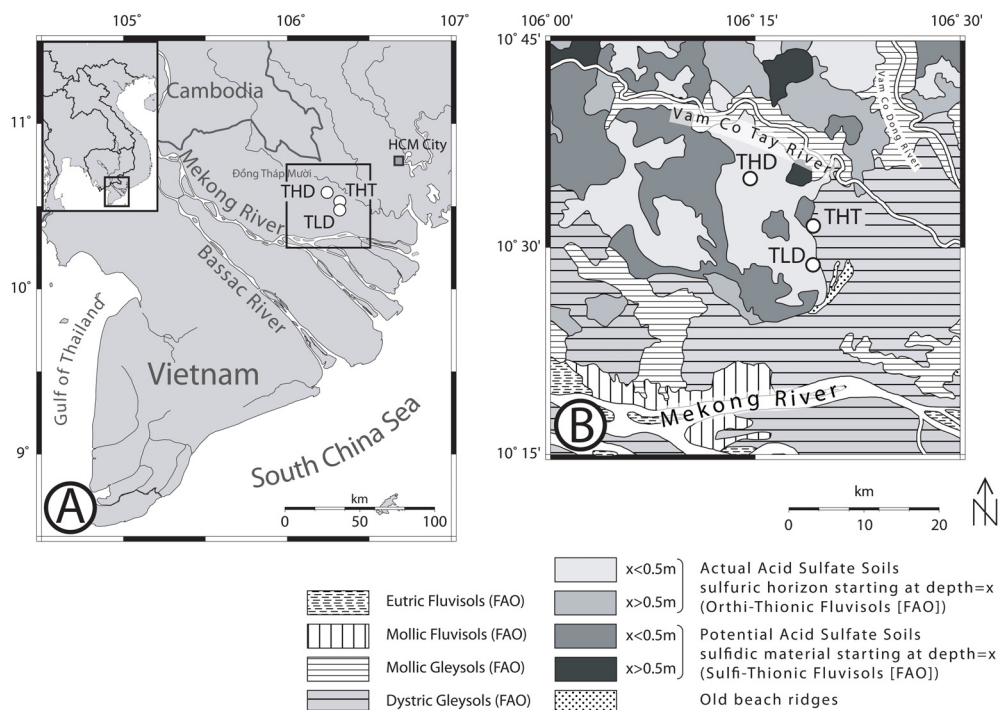 105
106°
107°
11°
10°
9°
Cambodia
HCM City
Đồng Tháp Mười
THD
THT
TLD
Mekong River
Bassac River
Gulf of Thailand
Vietnam
South China Sea
A
km
0 50 100
106° 00'
106° 15'
106° 30'
10° 45'
10° 30'
10° 15'
Vam Co Tay River
Vam Co Dong River
THD
THT
TLD
Mekong River
B
km
0 10 20
N
Eutric Fluvisols (FAO)
Mollic Fluvisols (FAO)
Mollic Gleysols (FAO)
Dystric Gleysols (FAO)
x<0.5m
x>0.5m
Actual Acid Sulfate Soils
sulfuric horizon starting at depth=x
(Orthi-Thionic Fluvisols [FAO])
x<0.5m
x>0.5m
Potential Acid Sulfate Soils
sulfidic material starting at depth=x
(Sulfi-Thionic Fluvisols [FAO])
Old beach ridges